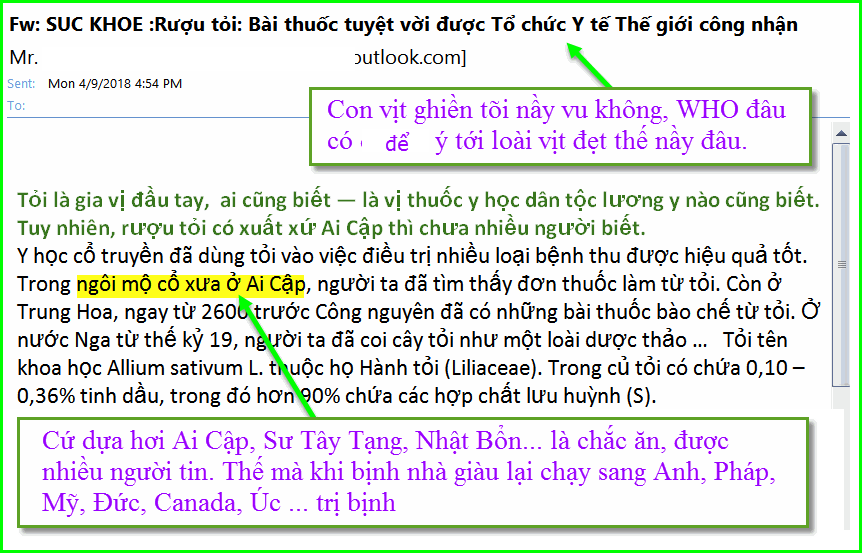 Fw: SUC KHOE :Rượu tỏi: Bài thuốc tuyệt vời được Tổ chức Y tế Thế giới công nhận
Mr. outlook.com]
Sent: Mon 4/9/2018 4:54 PM
To:
Con vịt ghiền tõi nầy vu không, WHO đâu
có để ý tới loài vịt đẹt thế nầy đâu.
Tỏi là gia vị đầu tay, ai cũng biết — là vị thuốc y học dân tộc lương y nào cũng biết.
Tuy nhiên, rượu tỏi có xuất xứ Ai Cập thì chưa nhiều người biết.
Y học cổ truyền đã dùng tỏi vào việc điều trị nhiều loại bệnh thu được hiệu quả tốt.
Trong ngôi mộ cổ xưa ở Ai Cập, người ta đã tìm thấy đơn thuốc làm từ tỏi. Còn ở
Trung Hoa, ngay từ 2600 trước Công nguyên đã có những bài thuốc bào chế từ tỏi. Ở
nước Nga từ thế kỷ 19, người ta đã coi cây tỏi như một loài dược thảo ... Tỏi tên
khoa học Allium sativum L. thuộc họ Hành tỏi (Liliaceae). Trong củ tỏi có chứa 0,10 –
0,36% tinh dầu, trong đó hơn 90% chứa các hợp chất lưu huỳnh (S).
Cứ dựa hơi Ai Cập, Sư Tây Tạng, Nhật Bổn... là chắc ăn, được
nhiều người tin. Thế mà khi bịnh nhà giàu lại chạy sang Anh, Pháp,
Mỹ, Đức, Canada, Úc ... trị bịnh